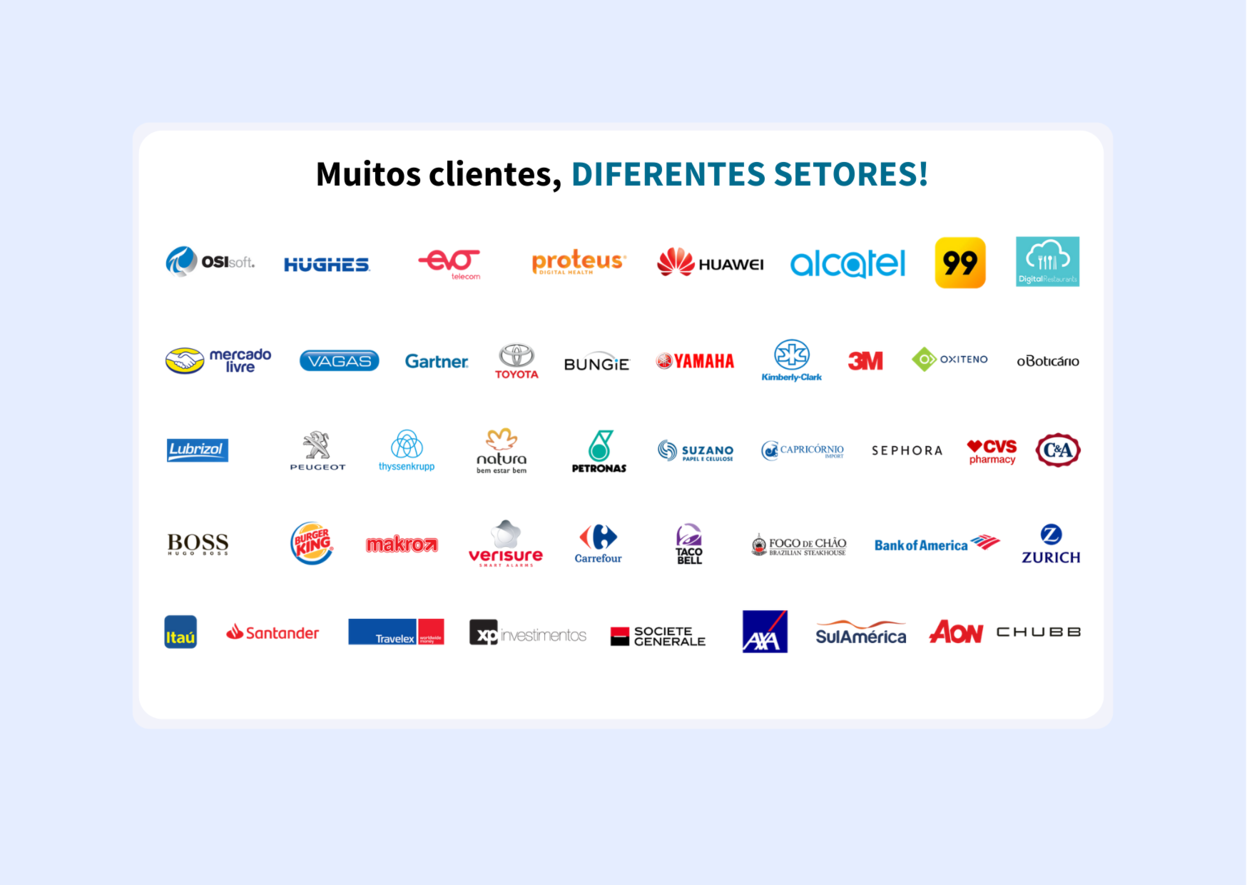 Muitos clientes, DIFERENTES SETORES!
OSIsoft.
HUGHES
evo
telecom
proteus
DIGITAL HEALTH
HUAWEI
alcatel
99
DigitalRestaurants
mercado
livre
VAGAS
Gartner
TOYOTA
BUNGiE
YAMAHA
Kimberly-Clark
3M
OXITENO
oBoticário
Lubrizol
PEUGEOT
thyssenkrupp
natura
bem estar bem
PETRONAS
SUZANO
PAPEL E CELULOSE
CAPRICÓRNIO
SEPHORA
CVS
pharmacy
C&A
BOSS
HUGO BOSS
BURGER
KING
makro
verisure
SMART ALARMS
Carrefour
TACO
BELL
FOGO DE CHÃO
BRAZILIAN STEAKHOUSE
Bank of America
Z
ZURICH
Itaú
Santander
Travelex
worldwide
money
xp investimentos
SOCIETE
GENERALE
AXA
SulAmérica
AON
CHUBB